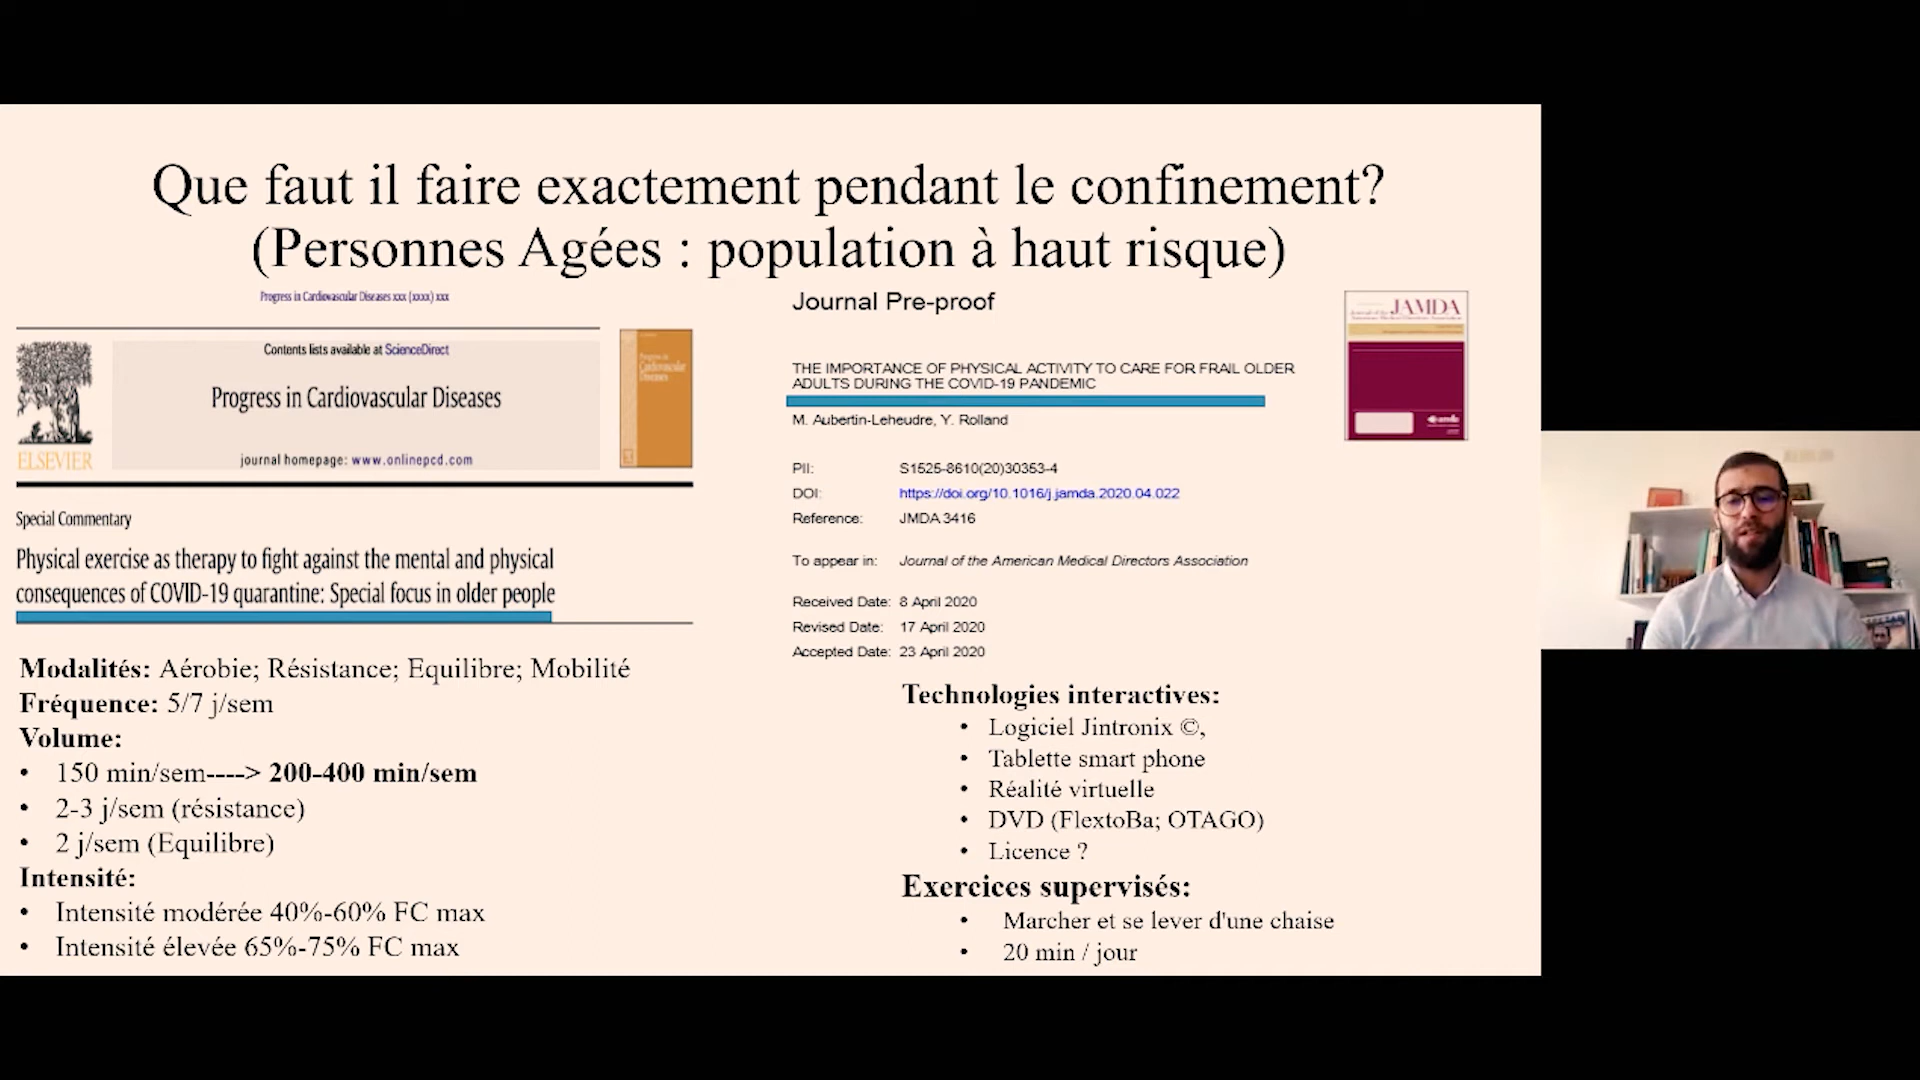 Que faut il faire exactement pendant le confinement?
(Personnes Agées : population à haut risque)
Progress in Cardiovascular Diseases xxx (xxxx) xxx
Contents lists available at ScienceDirect
Progress in Cardiovascular Diseases
journal homepage: www.onlinepcd.com
ELSEVIER
Progress in
Cardiovascular
Diseases
Special Commentary
Physical exercise as therapy to fight against the mental and physical
consequences of COVID-19 quarantine: Special focus in older people
Modalités: Aérobie; Résistance; Equilibre; Mobilité
Fréquence: 5/7 j/sem
Volume:
• 150 min/sem----> 200-400 min/sem
• 2-3 j/sem (résistance)
• 2 j/sem (Equilibre)
Intensité:
• Intensité modérée 40%-60% FC max
• Intensité élevée 65%-75% FC max
Journal Pre-proof
JAMDA
THE IMPORTANCE OF PHYSICAL ACTIVITY TO CARE FOR FRAIL OLDER
ADULTS DURING THE COVID-19 PANDEMIC
M. Aubertin-Leheudre, Y. Rolland
PII: S1525-8610(20)30353-4
DOI: https://doi.org/10.1016/j.jamda.2020.04.022
Reference: JMDA 3416
To appear in: Journal of the American Medical Directors Association
Received Date: 8 April 2020
Revised Date: 17 April 2020
Accepted Date: 23 April 2020
Technologies interactives:
• Logiciel Jintronix ©,
• Tablette smart phone
• Réalité virtuelle
• DVD (FlextoBa; OTAGO)
• Licence ?
Exercices supervisés:
• Marcher et se lever d'une chaise
• 20 min / jour